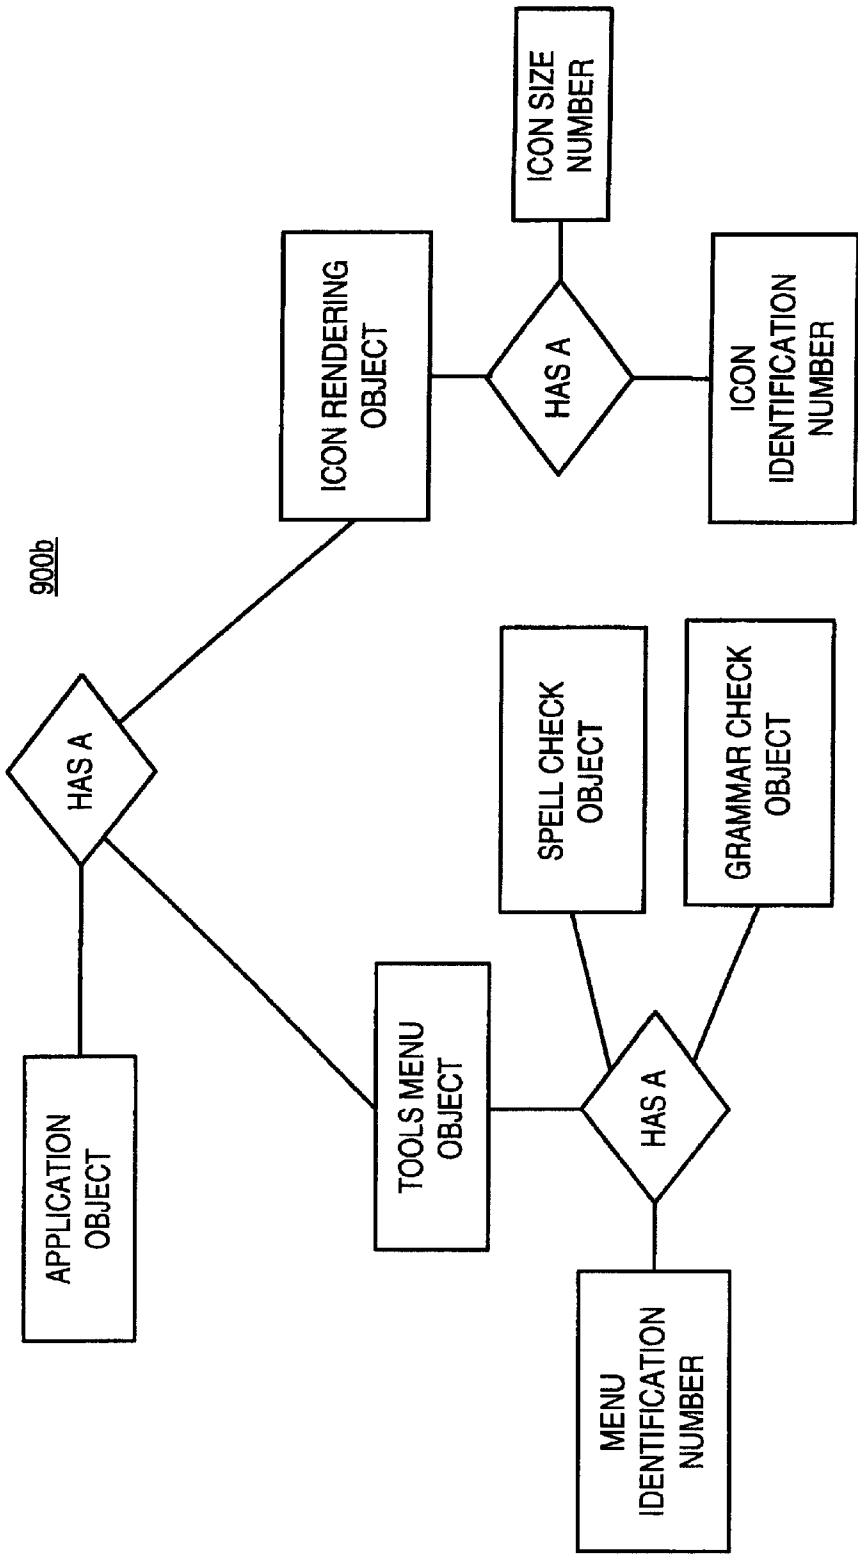 900b
APPLICATION
OBJECT
HAS A
TOOLS MENU
OBJECT
ICON RENDERING
OBJECT
MENU
IDENTIFICATION
NUMBER
HAS A
SPELL CHECK
OBJECT
GRAMMAR CHECK
OBJECT
HAS A
ICON SIZE
NUMBER
ICON
IDENTIFICATION
NUMBER